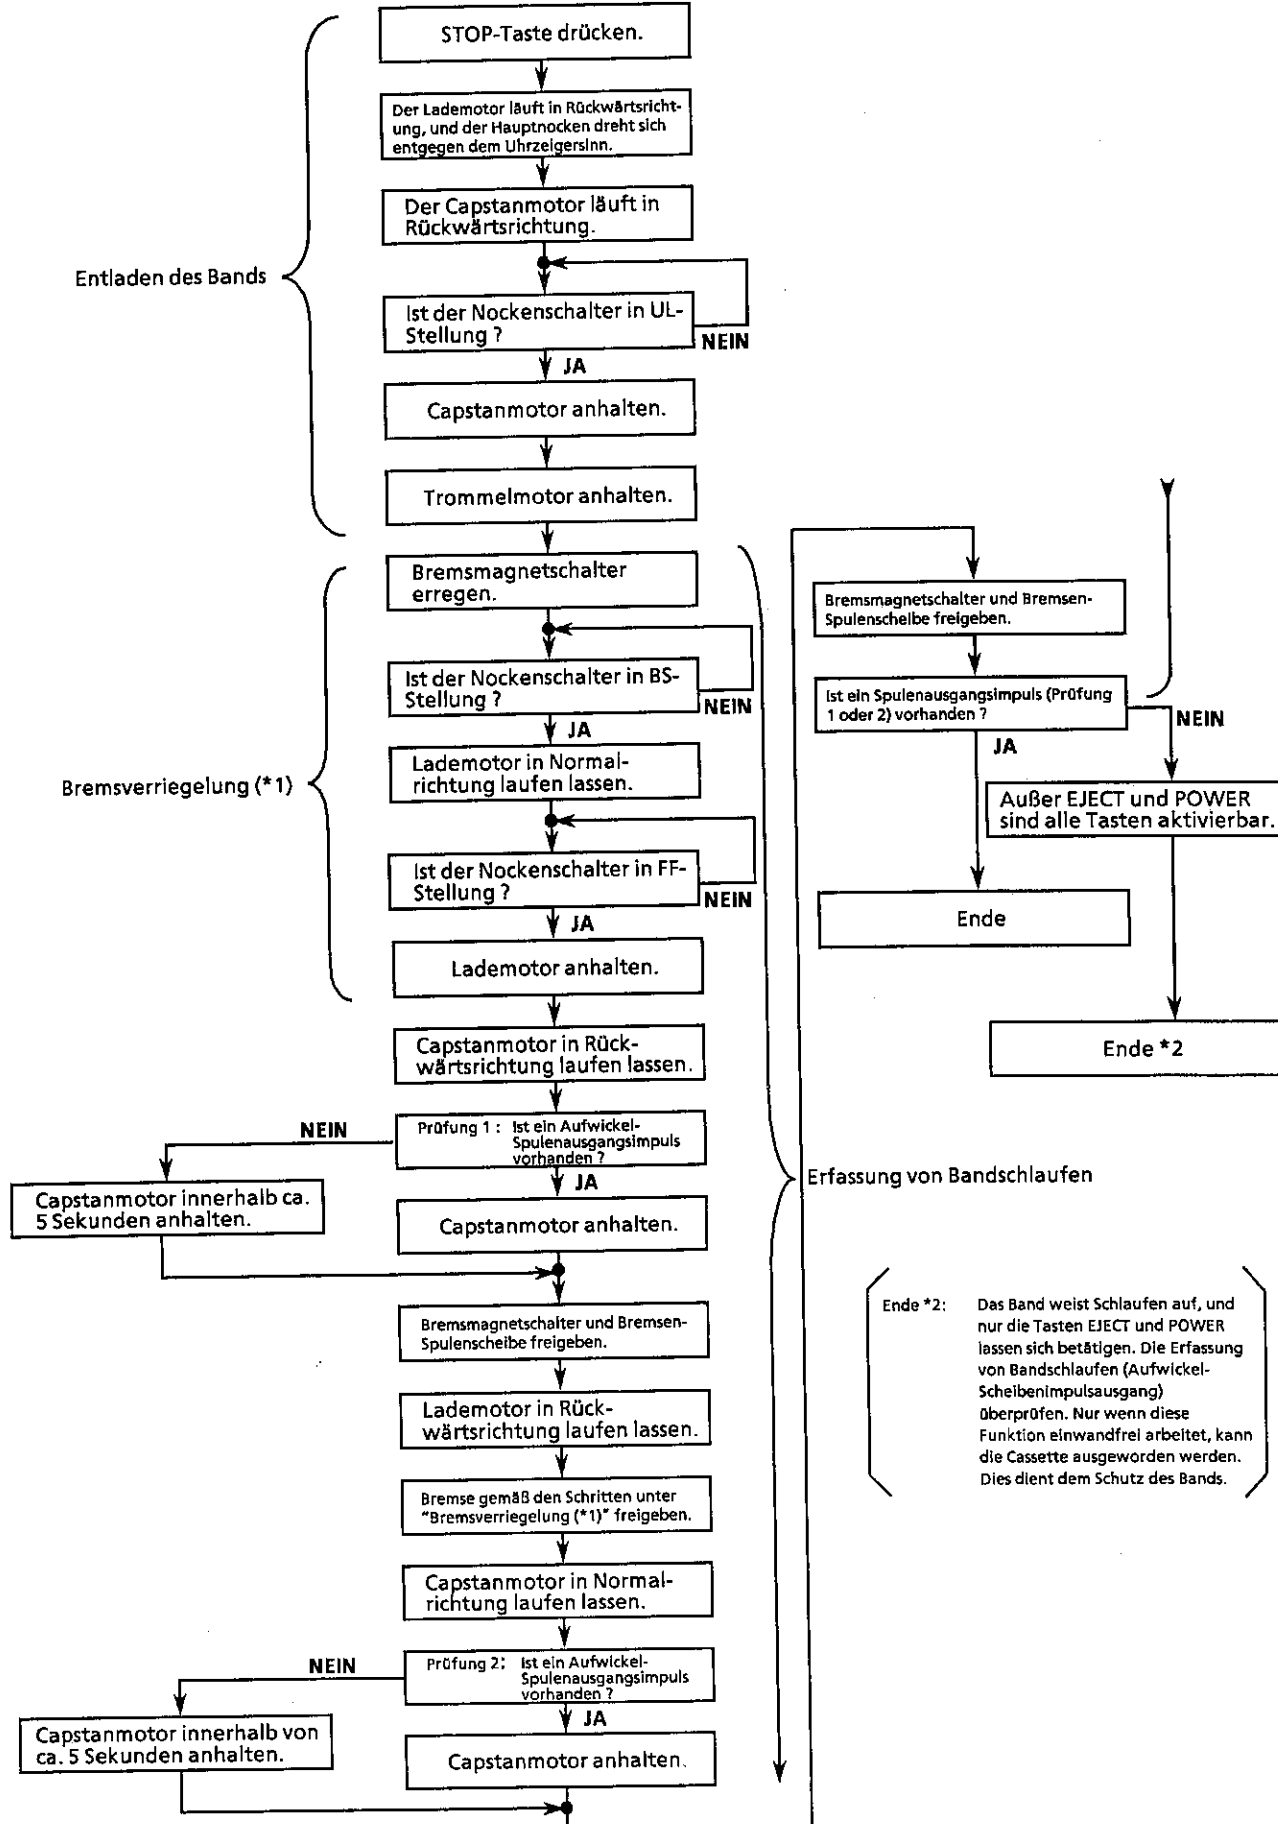 STOP-Taste drücken.
Der Lademotor läuft in Rückwärtsricht-
ung, und der Hauptnocken dreht sich
entgegen dem Uhrzeigersinn.
Der Capstanmotor läuft in
Rückwärtsrichtung.
Entladen des Bands
Ist der Nockenschalter in UL-
Stellung ?
NEIN
JA
Capstanmotor anhalten.
Trommelmotor anhalten.
Bremsmagnetschalter
erregen.
Ist der Nockenschalter in BS-
Stellung ?
NEIN
JA
Bremsverriegelung (*1)
Lademotor in Normal-
richtung laufen lassen.
Ist der Nockenschalter in FF-
Stellung ?
NEIN
JA
Lademotor anhalten.
Capstanmotor in Rück-
wärtsrichtung laufen lassen.
Prüfung 1 : Ist ein Aufwickel-
Spulenausgangsimpuls
vorhanden ?
NEIN
JA
Capstanmotor innerhalb ca.
5 Sekunden anhalten.
Capstanmotor anhalten.
Bremsmagnetschalter und Bremsen-
Spulenscheibe freigeben.
Lademotor in Rück-
wärtsrichtung laufen lassen.
Bremse gemäß den Schritten unter
"Bremsverriegelung (*1)" freigeben.
Capstanmotor in Normal-
richtung laufen lassen.
Prüfung 2: Ist ein Aufwickel-
Spulenausgangsimpuls
vorhanden ?
NEIN
JA
Capstanmotor innerhalb von
ca. 5 Sekunden anhalten.
Capstanmotor anhalten.
Erfassung von Bandschlaufen
Bremsmagnetschalter und Bremsen-
Spulenscheibe freigeben.
Ist ein Spulenausgangsimpuls (Prüfung
1 oder 2) vorhanden ?
NEIN
JA
Außer EJECT und POWER
sind alle Tasten aktivierbar.
Ende
Ende *2
Ende *2: Das Band weist Schlaufen auf, und
nur die Tasten EJECT und POWER
lassen sich betätigen. Die Erfassung
von Bandschlaufen (Aufwickel-
Scheibenimpulsausgang)
überprüfen. Nur wenn diese
Funktion einwandfrei arbeitet, kann
die Cassette ausgeworden werden.
Dies dient dem Schutz des Bands.